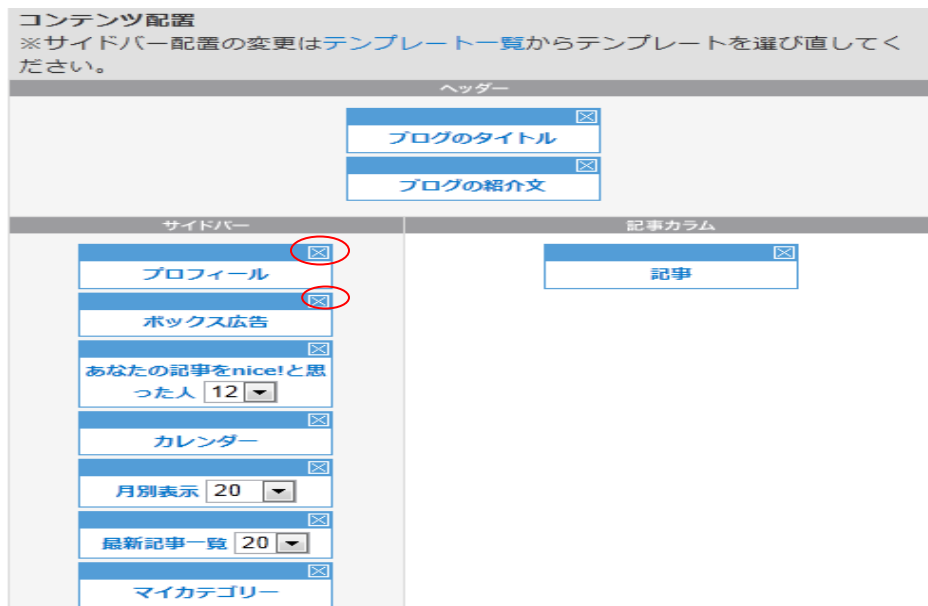 コンテンツ配置
※サイドバー配置の変更はテンプレート一覧からテンプレートを選び直してく
ださい。
ヘッダー
ブログのタイトル
ブログの紹介文
サイドバー
記事カラム
プロフィール
記事
ボックス広告
あなたの記事をnice!と思
った人 12
カレンダー
月別表示 20
最新記事一覧 20
マイカテゴリー